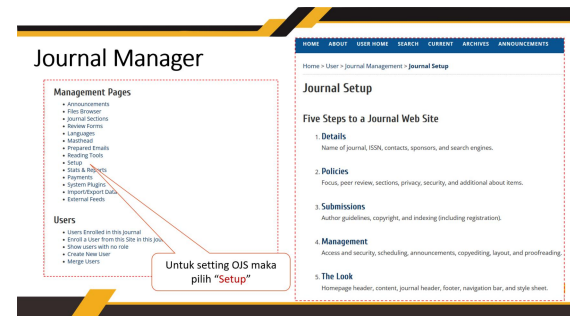 Journal Manager
Management Pages
Announcements
Files Browser
Journal Sections
Review Forms
Languages
Masthead
Prepared Emails
Reading Tools
Setup
Stats & Reports
Payments
System Plugins
Import/Export Data
External Feeds
Users
Users Enrolled in this Journal
Enroll a User from this Site in this Jou
Show users with no role
Create New User
Merge Users
Untuk setting OJS maka
pilih "Setup"
HOME ABOUT USER HOME SEARCH CURRENT ARCHIVES ANNOUNCEMENTS
Home > User > Journal Management > Journal Setup
Journal Setup
Five Steps to a Journal Web Site
1. Details
Name of journal, ISSN, contacts, sponsors, and search engines.
2. Policies
Focus, peer review, sections, privacy, security, and additional about items.
3. Submissions
Author guidelines, copyright, and indexing (including registration).
4. Management
Access and security, scheduling, announcements, copyediting, layout, and proofreading.
5. The Look
Homepage header, content, journal header, footer, navigation bar, and style sheet.